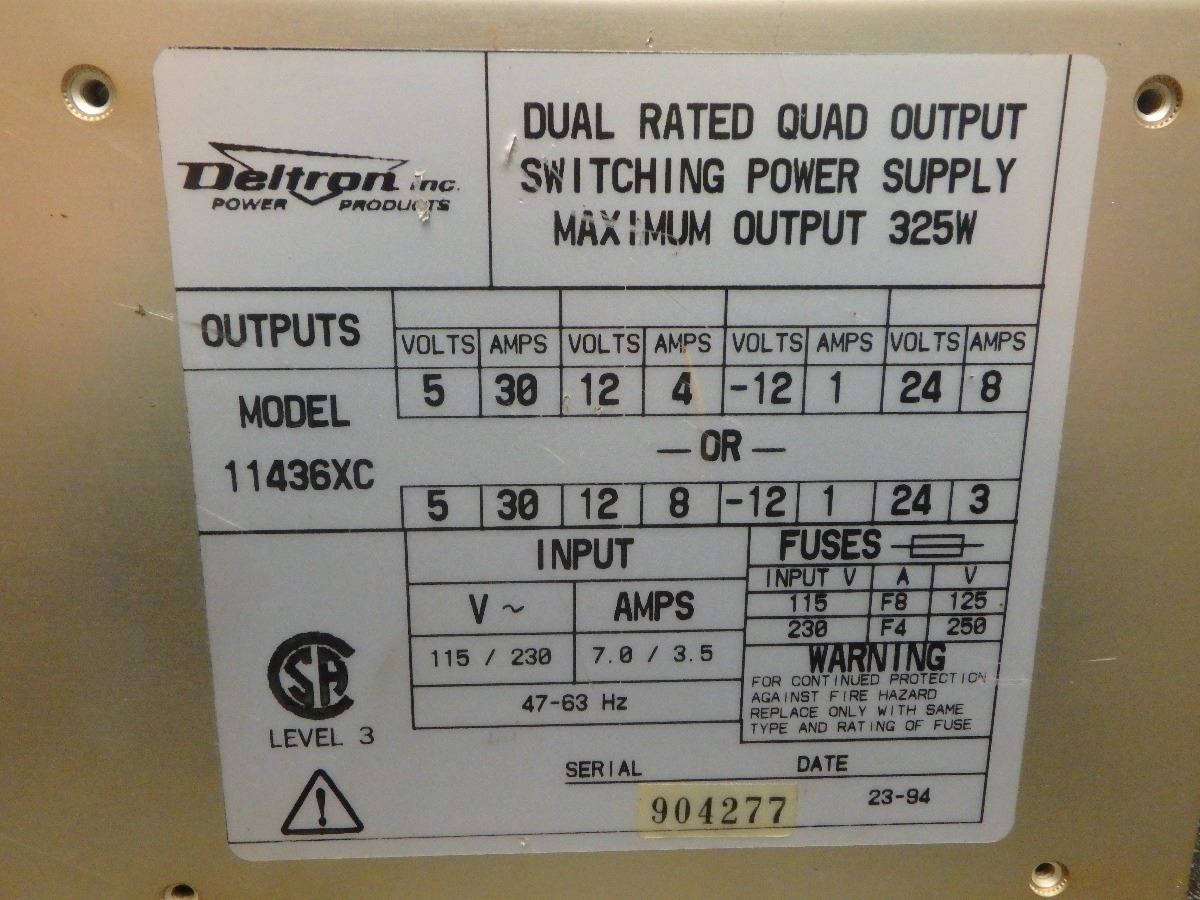 Deltron inc.
POWER PRODUCTS
DUAL RATED QUAD OUTPUT
SWITCHING POWER SUPPLY
MAXIMUM OUTPUT 325W
OUTPUTS
VOLTS AMPS VOLTS AMPS VOLTS AMPS VOLTS AMPS
MODEL
11436XC
5 30 12 4 -12 1 24 8
— OR —
5 30 12 8 -12 1 24 3
INPUT
V ~ AMPS
115 / 230 7.0 / 3.5
47-63 Hz
FUSES
INPUT V A V
115 F8 125
230 F4 250
WARNING
FOR CONTINUED PROTECTION
AGAINST FIRE HAZARD
REPLACE ONLY WITH SAME
TYPE AND RATING OF FUSE
SA
LEVEL 3
!
SERIAL DATE
904277 23-94